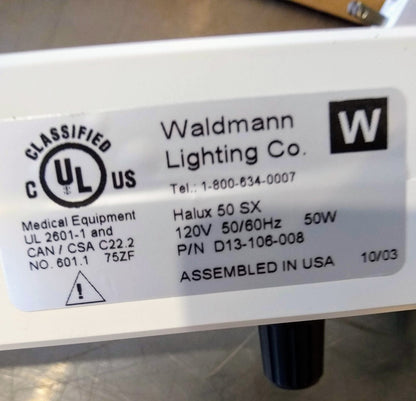 CLASSIFIED
C UL US
Medical Equipment
UL 2601-1 and
CAN / CSA C22.2
NO. 601.1 75ZF
Waldmann W
Lighting Co.
Tel.: 1-800-634-0007
Halux 50 SX
120V 50/60Hz 50W
P/N D13-106-008
ASSEMBLED IN USA 10/03